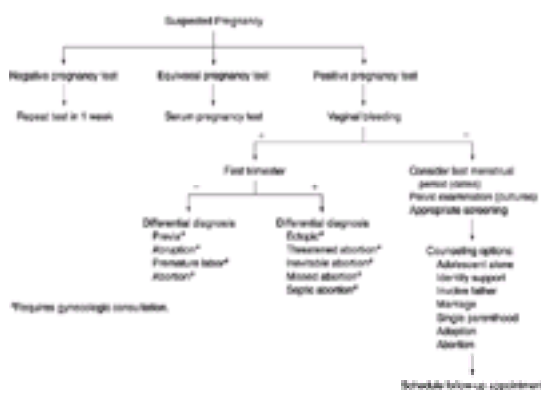 Suspected Pregnancy
Negative pregnancy test
Equivocal pregnancy test
Positive pregnancy test
Repeat test in 1 week
Serum pregnancy test
Vaginal bleeding
+
−
First trimester
Consider last menstrual
period (dates)
Pelvic examination (cultures)
Appropriate screening
−
+
Differential diagnosis
Previa*
Abruption*
Premature labor*
Abortion*
Differential diagnosis
Ectopic*
Threatened abortion*
Inevitable abortion*
Missed abortion*
Septic abortion*
Counseling options:
Adolescent alone
Identify support
Involve father
Marriage
Single parenthood
Adoption
Abortion
*Requires gynecologic consultation.
Schedule follow-up appointment